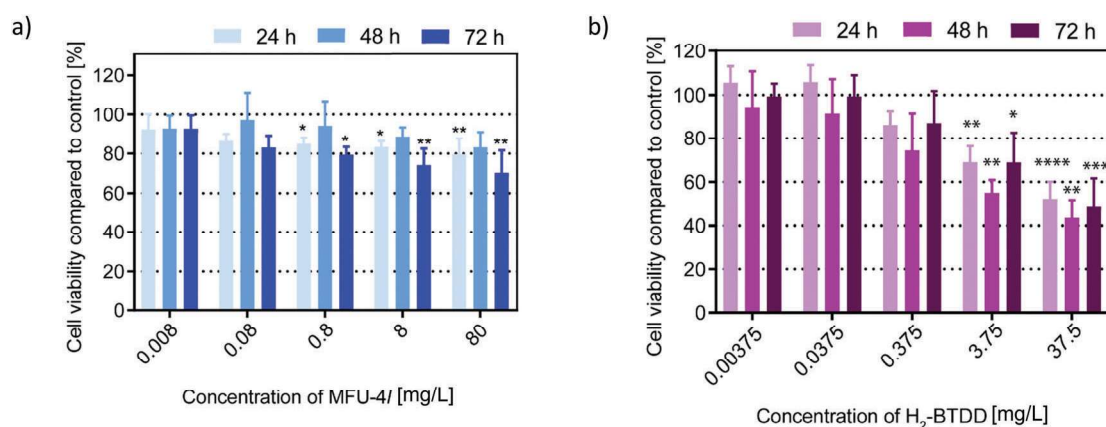 a)
24 h 48 h 72 h
Cell viability compared to control [%]
120
100
80
60
40
20
0
* * * ** ** **
0.008 0.08 0.8 8 80
Concentration of MFU-4l [mg/L]
b)
24 h 48 h 72 h
Cell viability compared to control [%]
120
100
80
60
40
20
0
** ** * **** ** ***
0.00375 0.0375 0.375 3.75 37.5
Concentration of H₂-BTDD [mg/L]